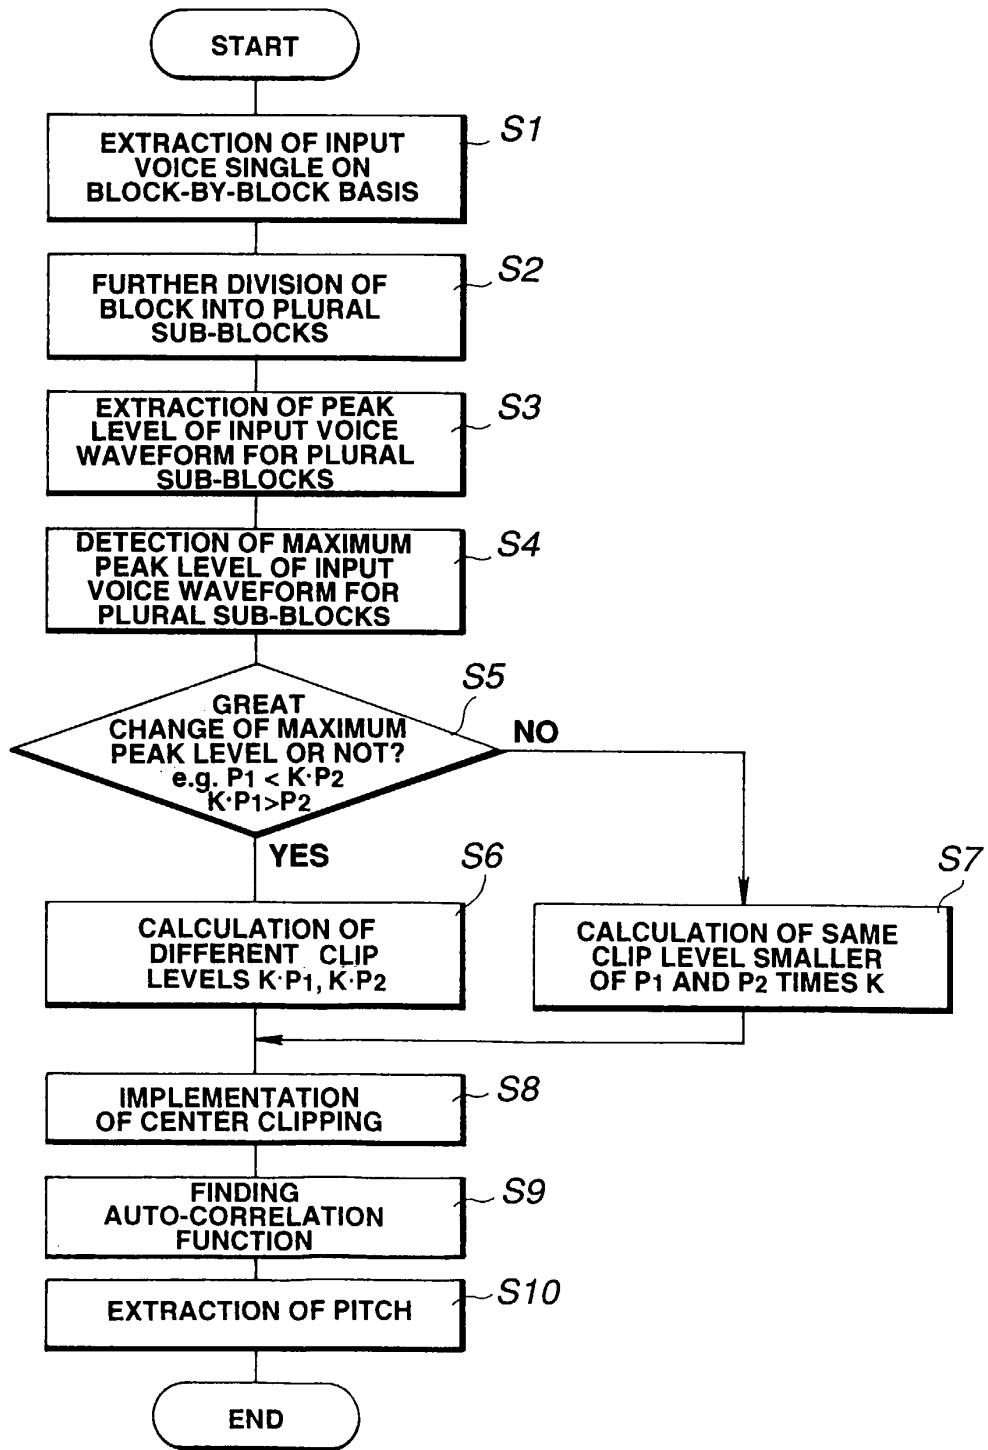 START
EXTRACTION OF INPUT
VOICE SINGLE ON
BLOCK-BY-BLOCK BASIS
S1
FURTHER DIVISION OF
BLOCK INTO PLURAL
SUB-BLOCKS
S2
EXTRACTION OF PEAK
LEVEL OF INPUT VOICE
WAVEFORM FOR PLURAL
SUB-BLOCKS
S3
DETECTION OF MAXIMUM
PEAK LEVEL OF INPUT
VOICE WAVEFORM FOR
PLURAL SUB-BLOCKS
S4
GREAT
CHANGE OF MAXIMUM
PEAK LEVEL OR NOT?
e.g. P1 < K·P2
K·P1>P2
S5
NO
YES
CALCULATION OF
DIFFERENT CLIP
LEVELS K·P1, K·P2
S6
CALCULATION OF SAME
CLIP LEVEL SMALLER
OF P1 AND P2 TIMES K
S7
IMPLEMENTATION
OF CENTER CLIPPING
S8
FINDING
AUTO-CORRELATION
FUNCTION
S9
EXTRACTION OF PITCH
S10
END